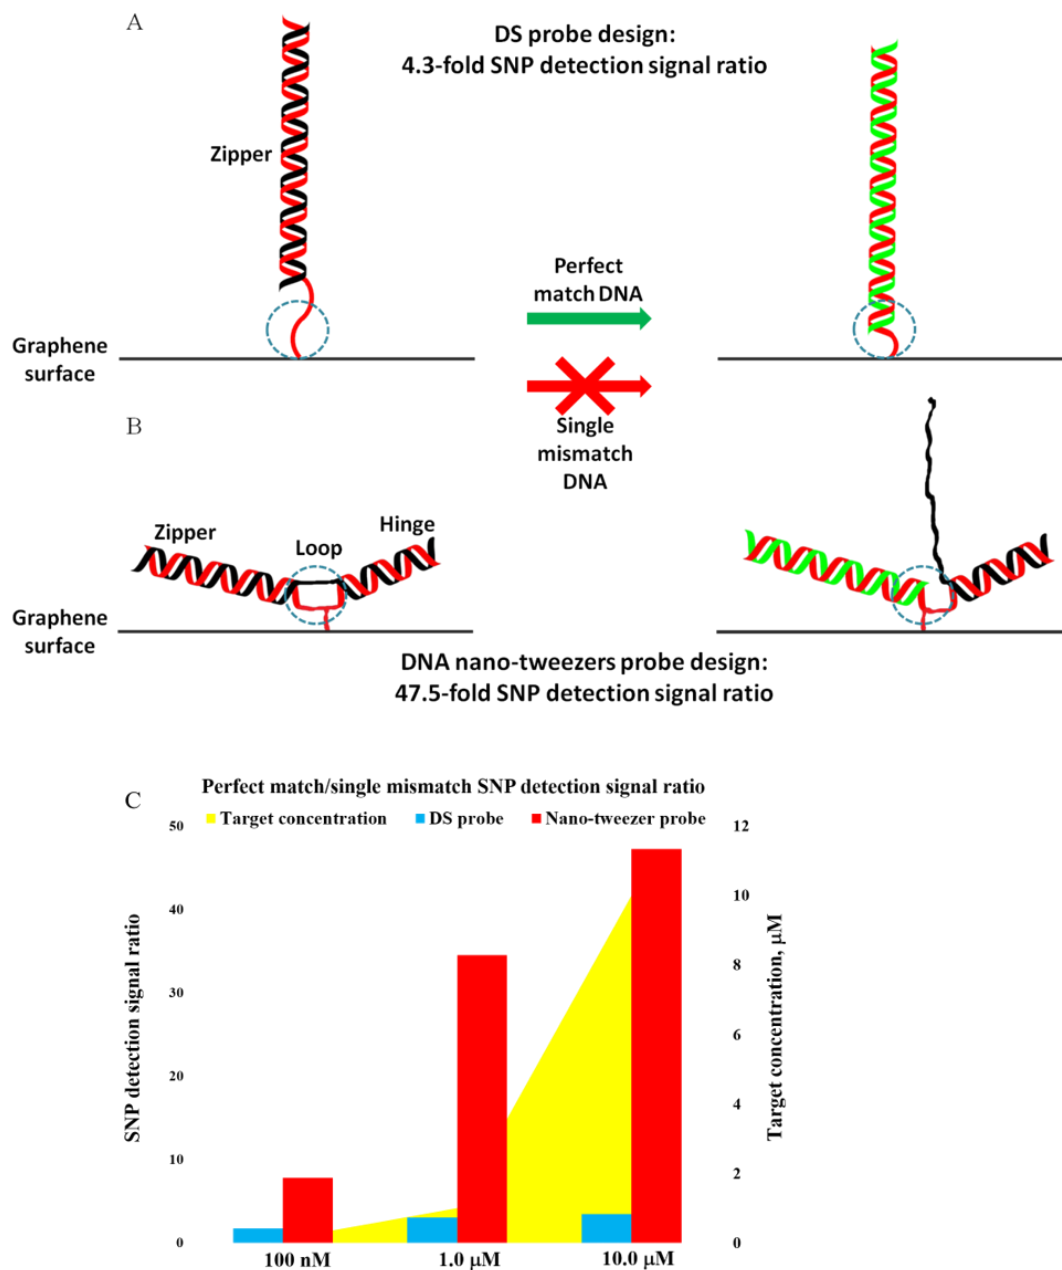 A
DS probe design:
4.3-fold SNP detection signal ratio
Zipper
Perfect
match DNA
Graphene
surface
Single
mismatch
DNA
B
Zipper
Loop
Hinge
Graphene
surface
DNA nano-tweezers probe design:
47.5-fold SNP detection signal ratio
C
Perfect match/single mismatch SNP detection signal ratio
Target concentration DS probe Nano-tweezer probe
SNP detection signal ratio
50
40
30
20
10
0
100 nM 1.0 μM 10.0 μM
12
10
8
6
4
2
0
Target concentration, μM